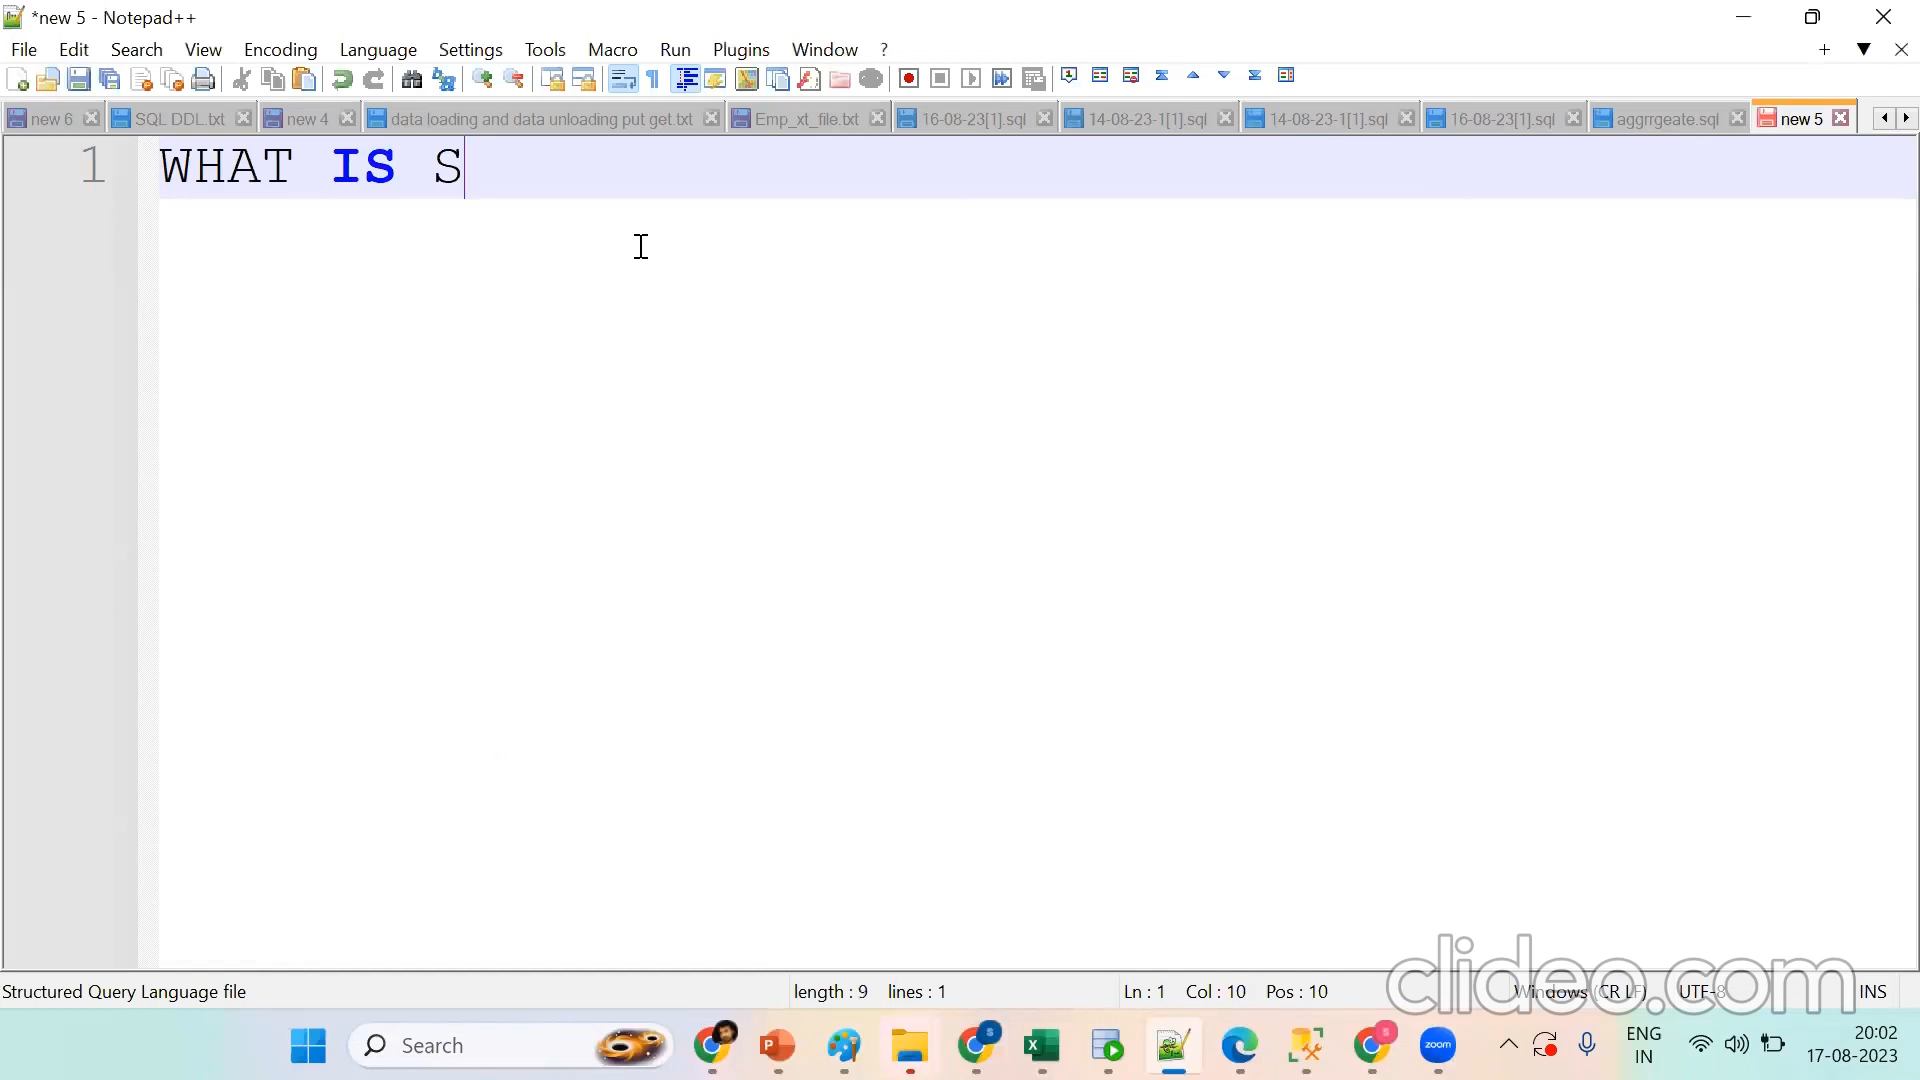 *new 5 - Notepad++
File Edit Search View Encoding Language Settings Tools Macro Run Plugins Window ?
new 6 SQL DDL.txt new 4 data loading and data unloading put get.txt Emp_xt_file.txt 16-08-23[1].sql 14-08-23-1[1].sql 14-08-23-1[1].sql 16-08-23[1].sql aggrrgeate.sql new 5
1 WHAT IS S
clideo.com
Structured Query Language file length : 9 lines : 1 Ln : 1 Col : 10 Pos : 10 Windows (CR LF) UTF-8 INS
Search zoom ENG 20:02
IN 17-08-2023